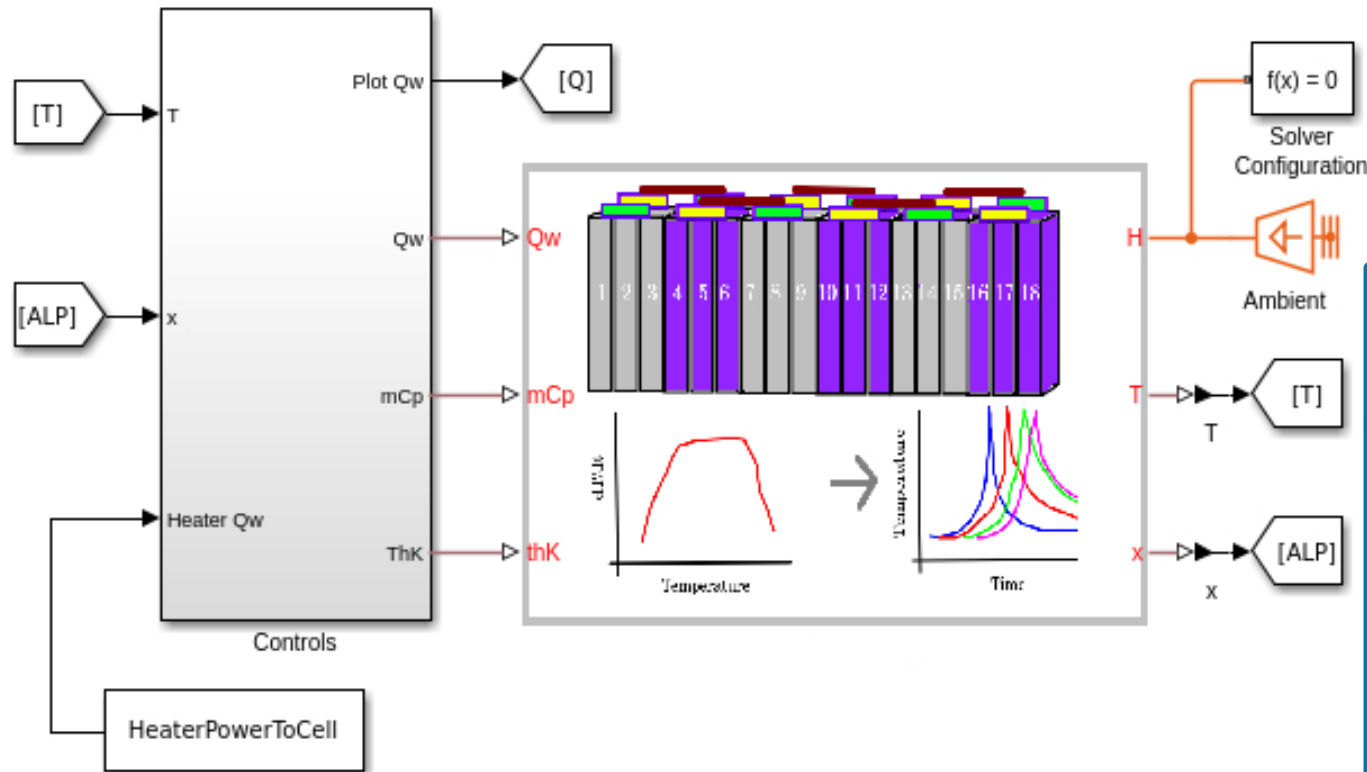 [T]
[ALP]
Plot Qw
T
Qw
x
mCp
Heater Qw
ThK
Controls
HeaterPowerToCell
[Q]
Qw
mCp
thK
1 2 3 4 5 6 7 8 9 10 11 12 13 14 15 16 17 18
Temperature
Temperature
Time
H
T
x
f(x) = 0
Solver
Configuration
Ambient
[T]
T
[ALP]
x